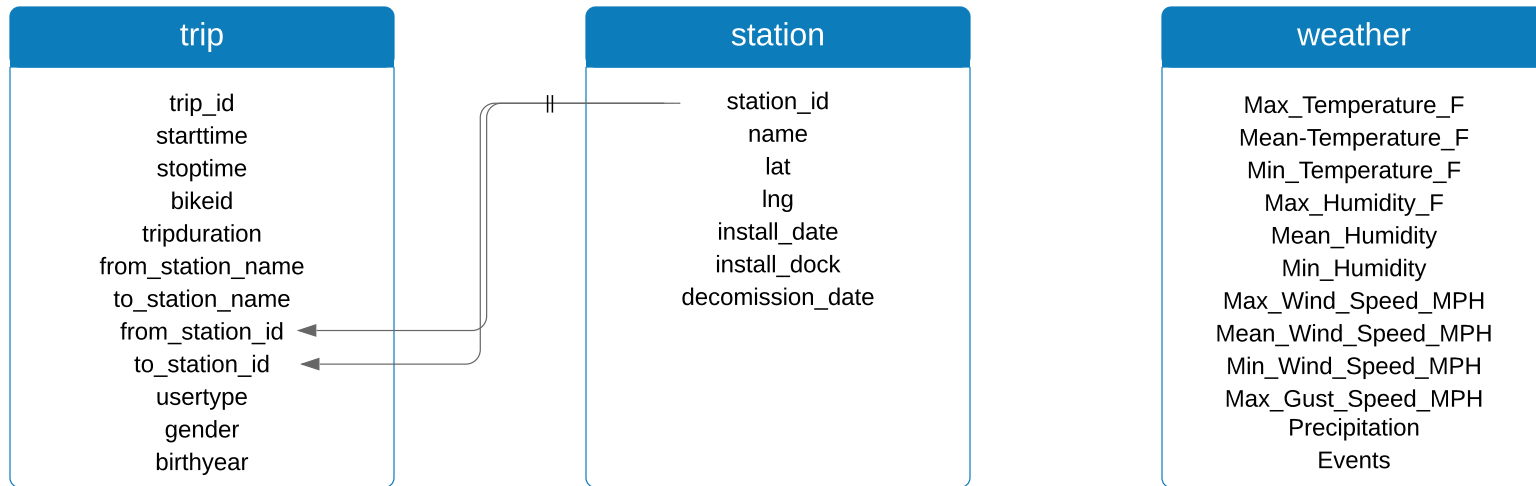 trip
trip_id
starttime
stoptime
bikeid
tripduration
from_station_name
to_station_name
from_station_id
to_station_id
usertype
gender
birthyear
station
station_id
name
lat
lng
install_date
install_dock
decomission_date
weather
Max_Temperature_F
Mean-Temperature_F
Min_Temperature_F
Max_Humidity_F
Mean_Humidity
Min_Humidity
Max_Wind_Speed_MPH
Mean_Wind_Speed_MPH
Min_Wind_Speed_MPH
Max_Gust_Speed_MPH
Precipitation
Events